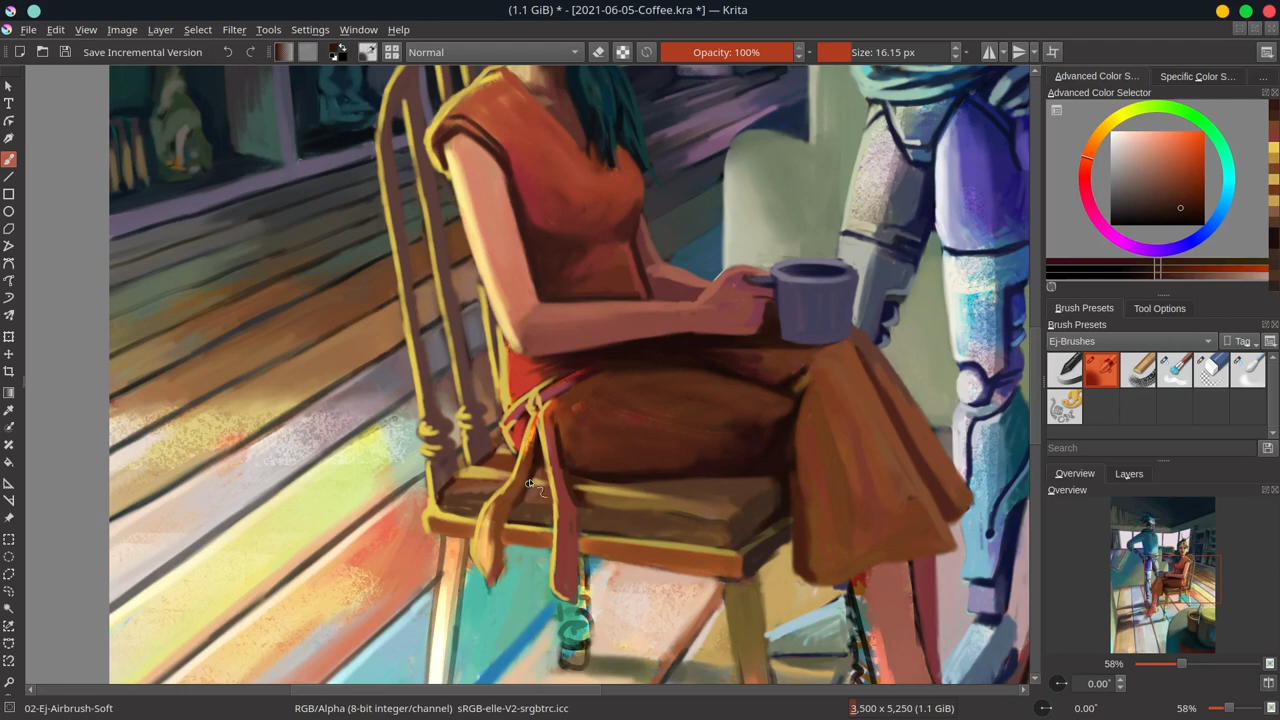 (1.1 GiB) * - [2021-06-05-Coffee.kra *] — Krita
File Edit View Image Layer Select Filter Tools Settings Window Help
Save Incremental Version Normal Opacity: 100% Size: 16.15 px
Advanced Color S... Specific Color S... ...
Advanced Color Selector
Brush Presets Tool Options
Brush Presets
Ej-Brushes Tag
Search
Overview Layers
Overview
58%
0.00°
02-Ej-Airbrush-Soft RGB/Alpha (8-bit integer/channel) sRGB-elle-V2-srgbtrc.icc 3,500 x 5,250 (1.1 GiB) 0.00° 58%